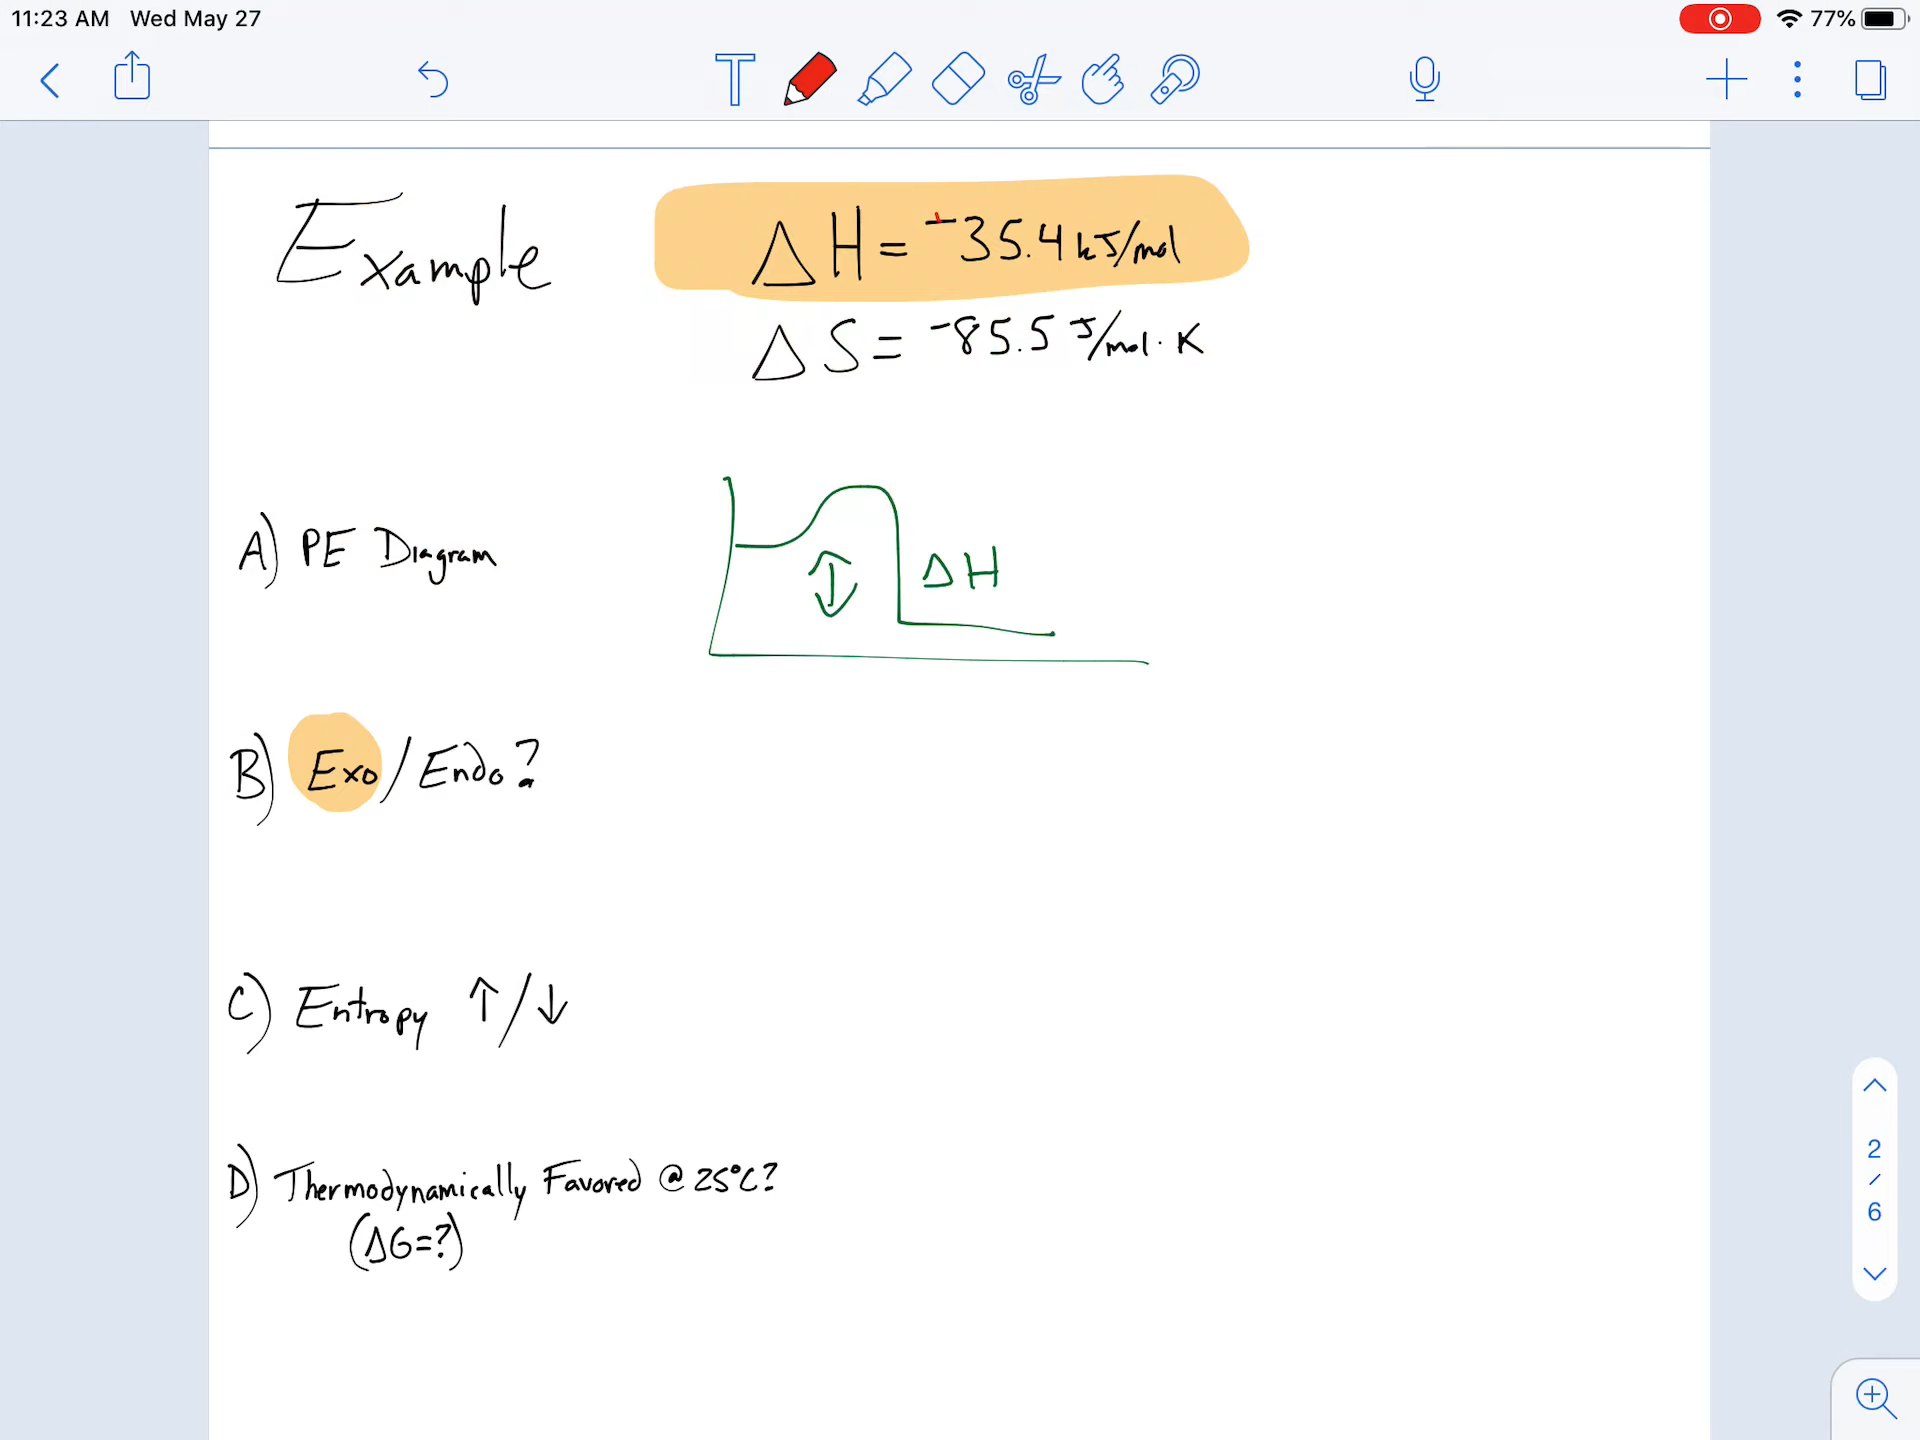 11:23 AM Wed May 27
77%
Example
ΔH = -35.4 kJ/mol
ΔS = -85.5 J/mol·K
A) PE Diagram
ΔH
B) Exo/Endo?
C) Entropy ↑/↓
D) Thermodynamically Favored @ 25°C?
(ΔG=?)
2
/
6